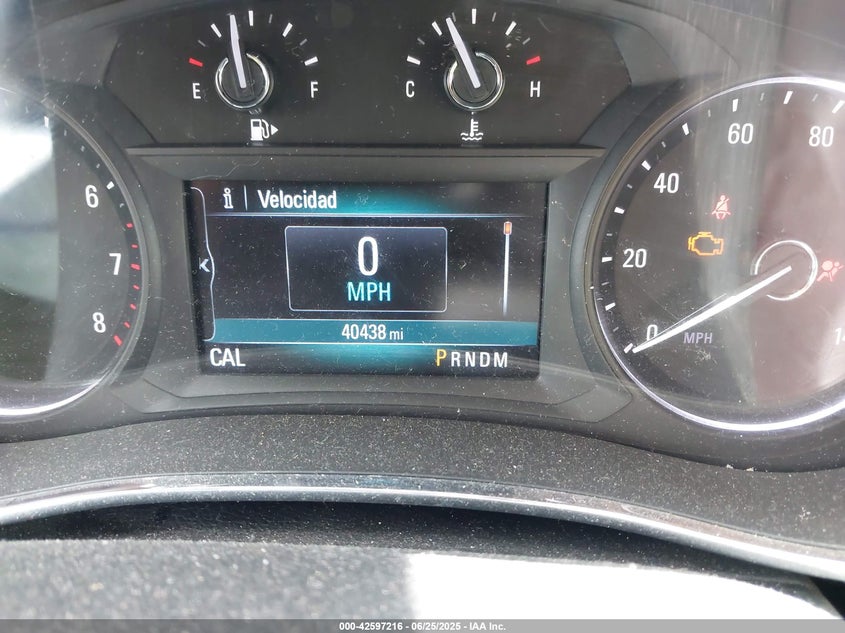 E F
C H
6
7
8
i Velocidad
0
MPH
40438 mi
CAL PRNDM
0
20
40
60
80
MPH
000-42597216 - 06/25/2025 - IAA Inc.